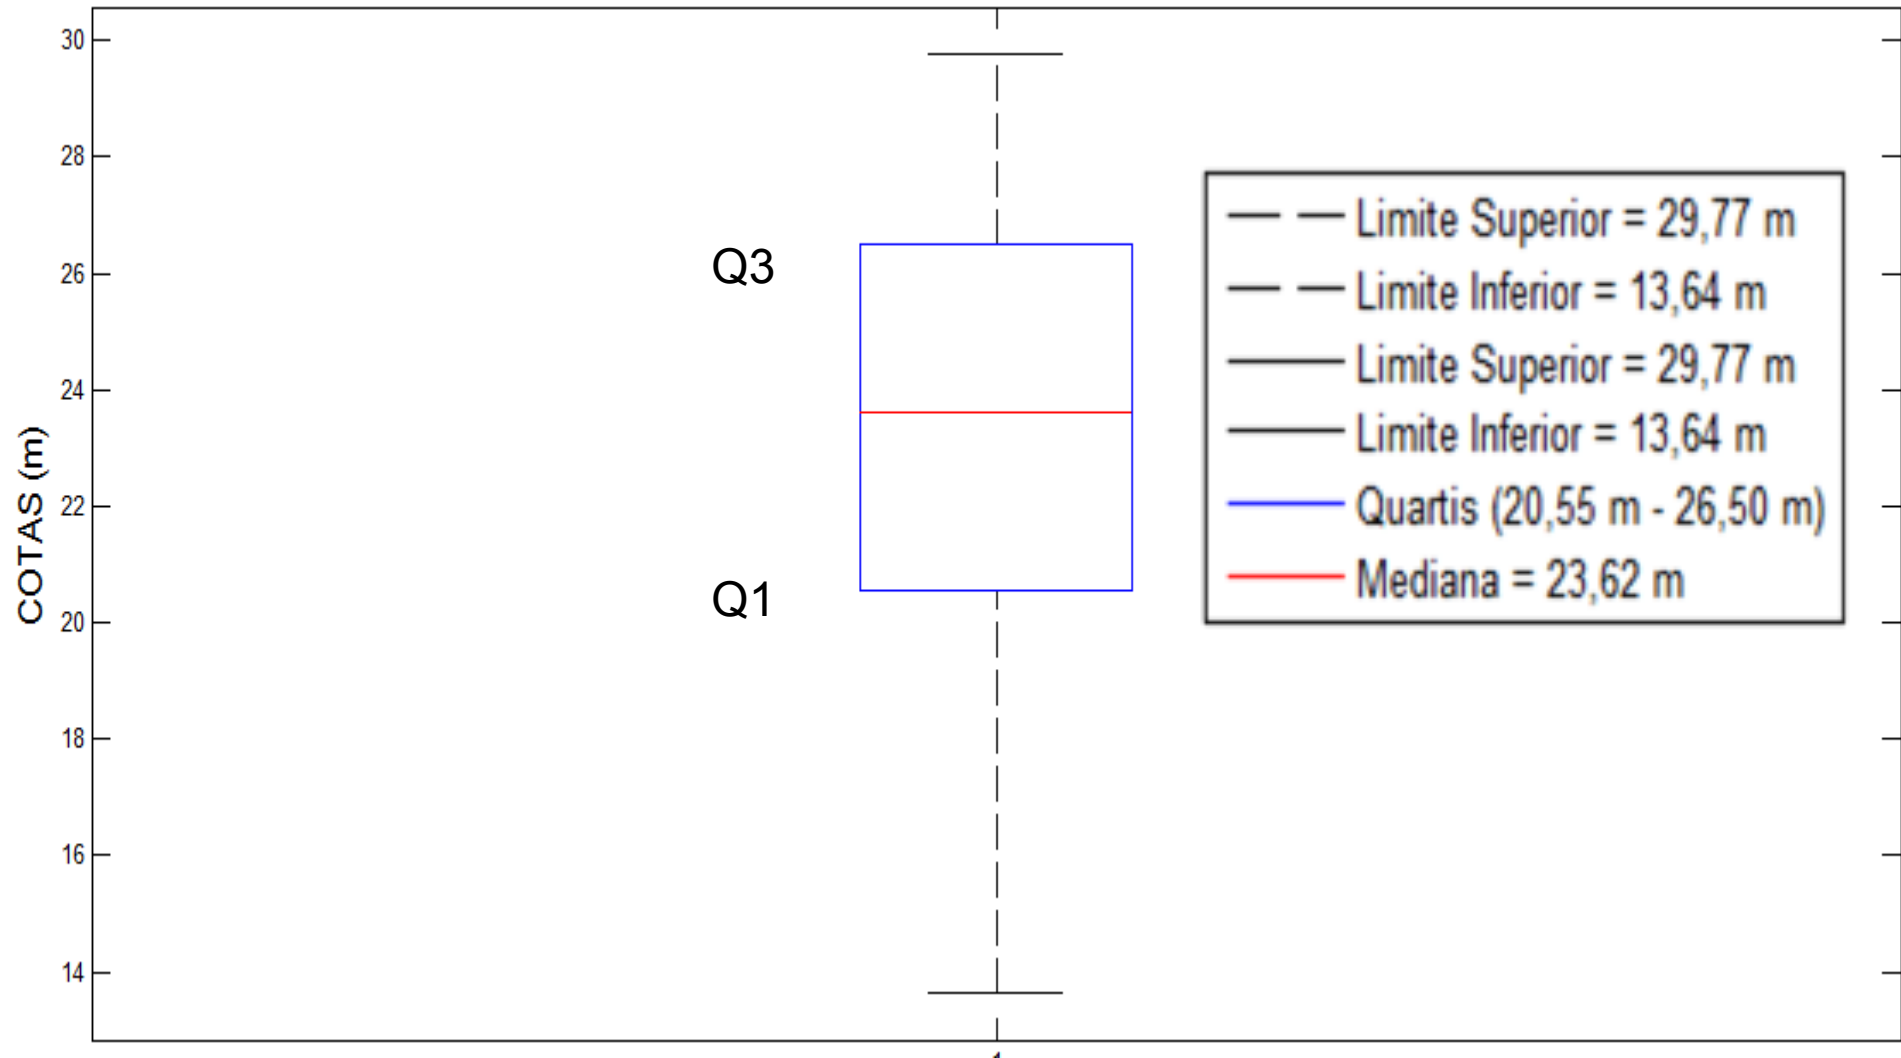 30
28
26
24
22
20
18
16
14
COTAS (m)
Q3
Q1
Limite Superior = 29,77 m
Limite Inferior = 13,64 m
Limite Superior = 29,77 m
Limite Inferior = 13,64 m
Quartis (20,55 m - 26,50 m)
Mediana = 23,62 m